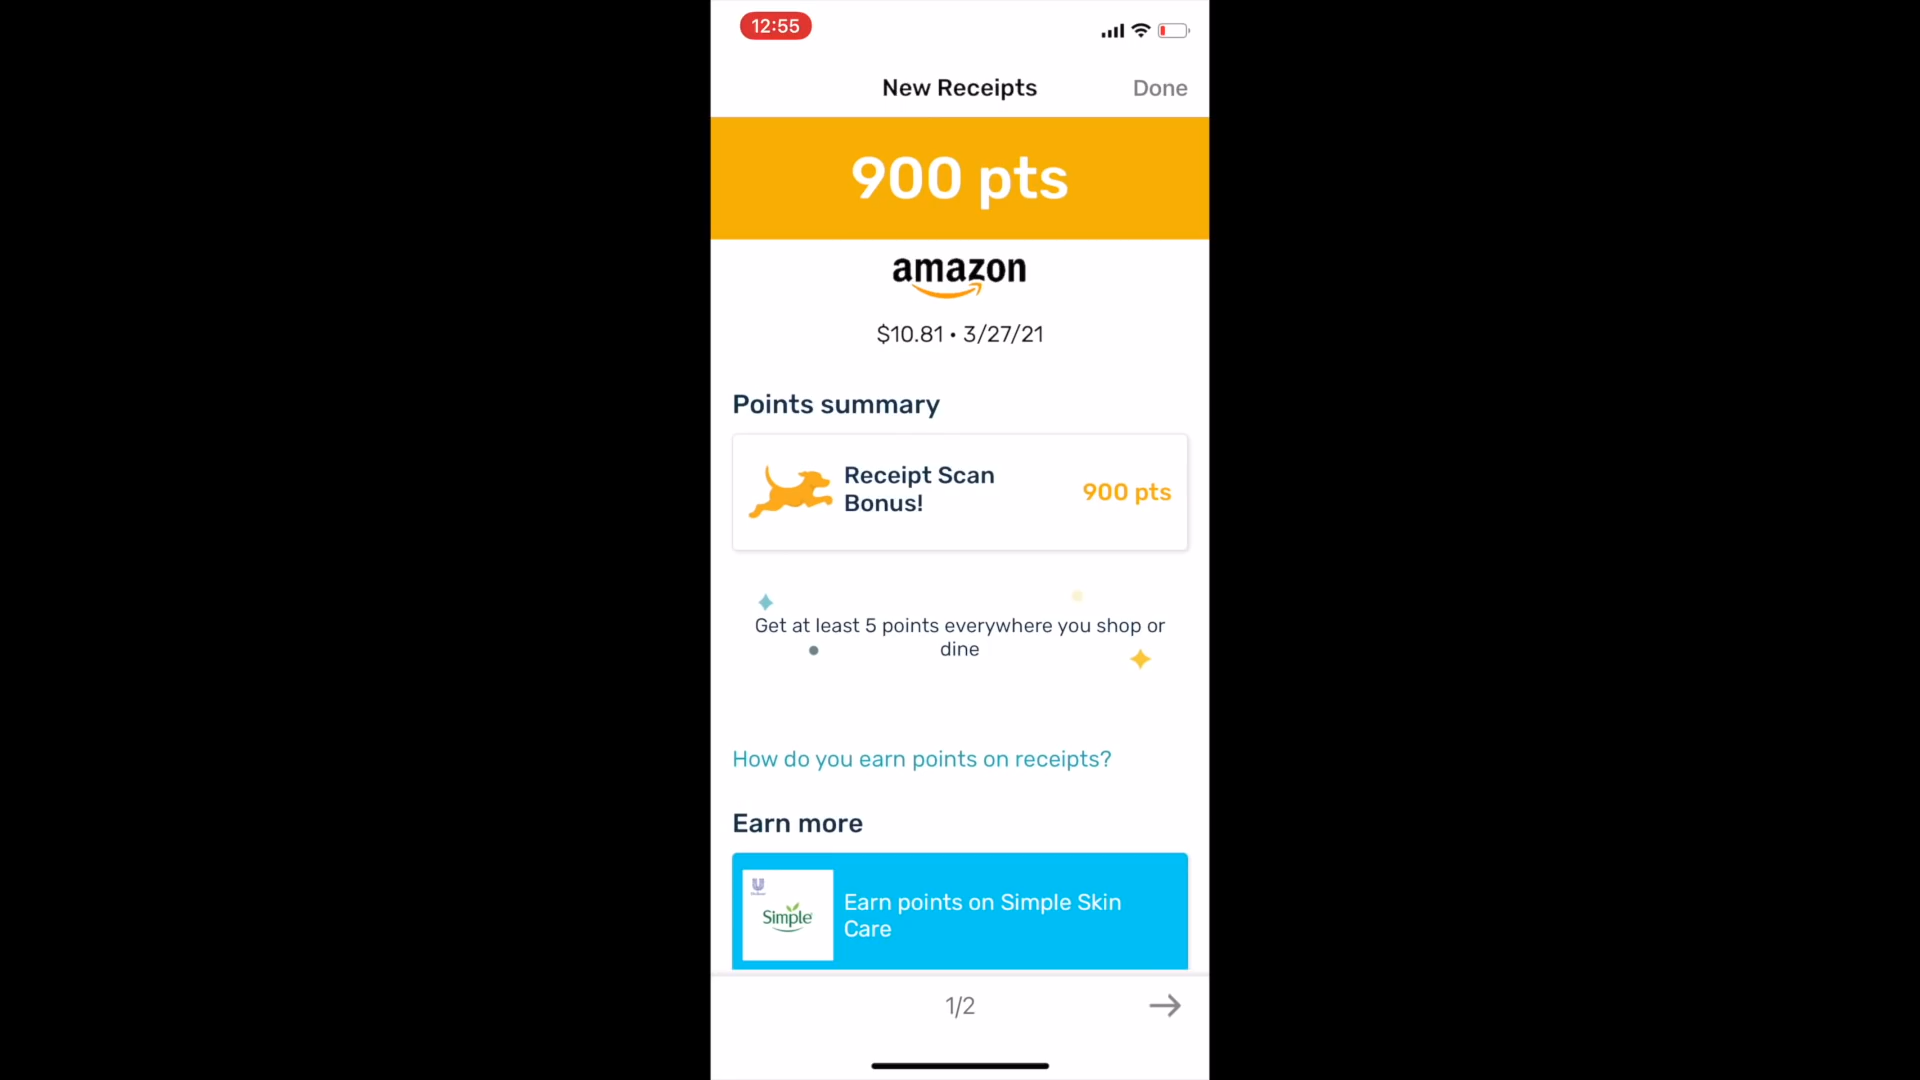 12:55
New Receipts
Done
900 pts
amazon
$10.81 • 3/27/21
Points summary
Receipt Scan
Bonus!
900 pts
Get at least 5 points everywhere you shop or
dine
How do you earn points on receipts?
Earn more
Simple
Earn points on Simple Skin
Care
1/2